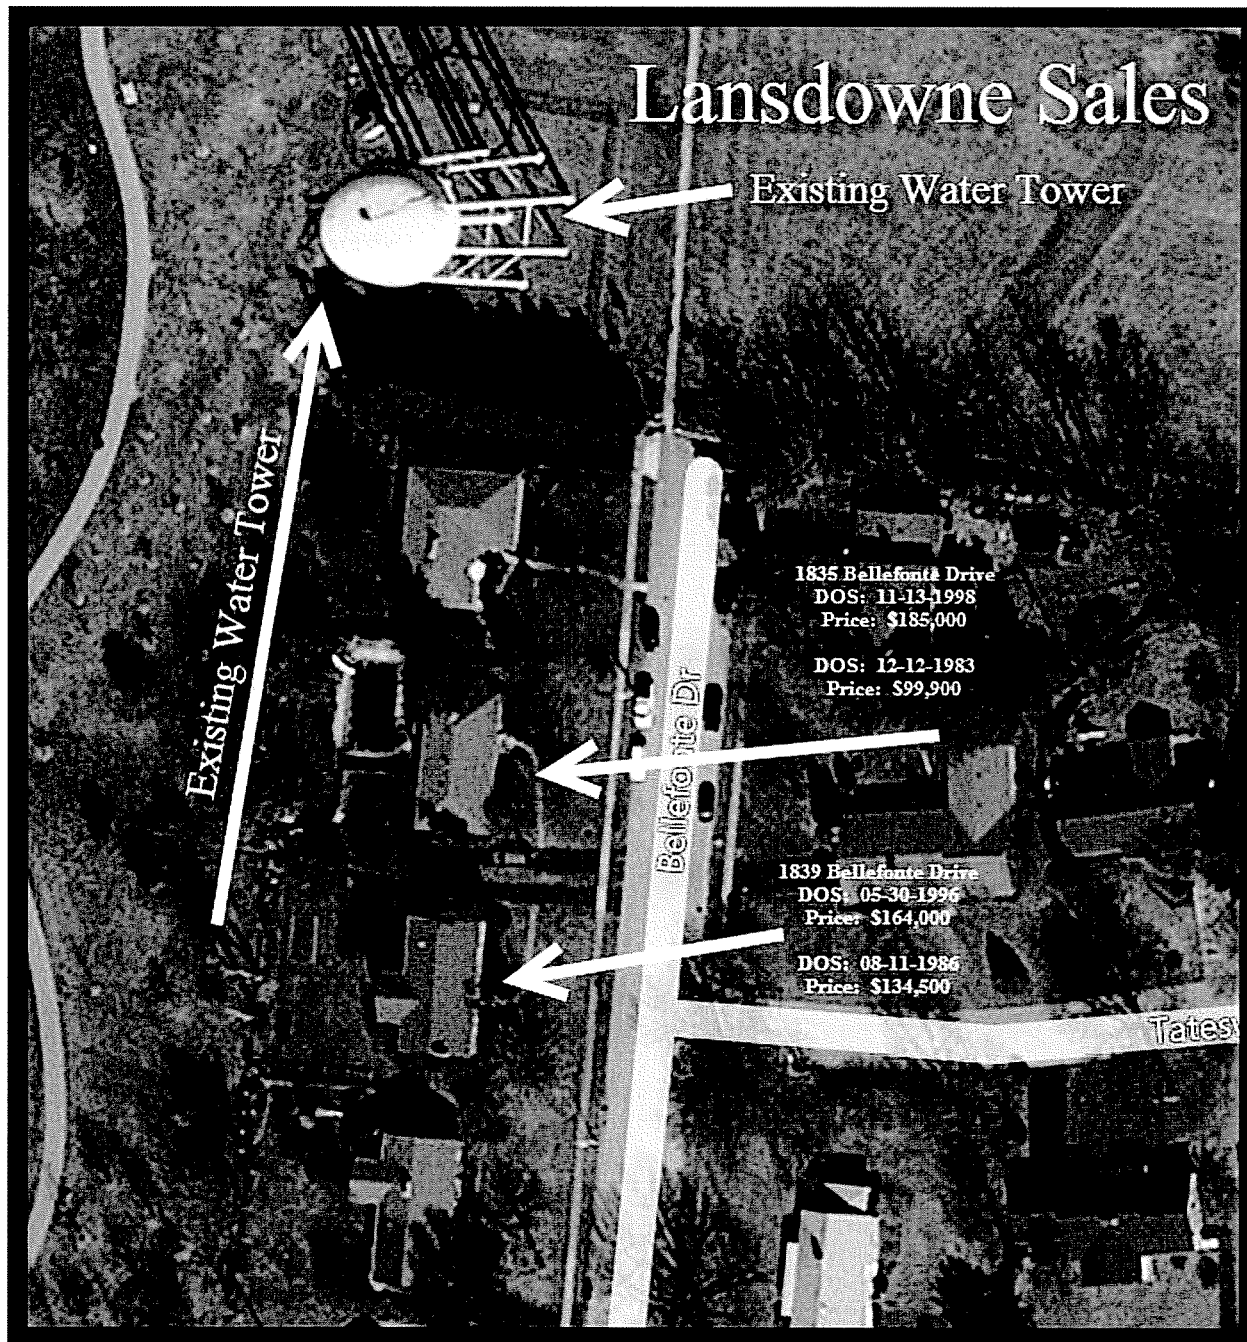 Lansdowne Sales
Existing Water Tower
Existing Water Tower
1835 Bellefonte Drive
DOS: 11-13-1998
Price: $185,000
DOS: 12-12-1983
Price: $99,900
Bellefonte Dr
1839 Bellefonte Drive
DOS: 05-30-1996
Price: $164,000
DOS: 08-11-1986
Price: $134,500